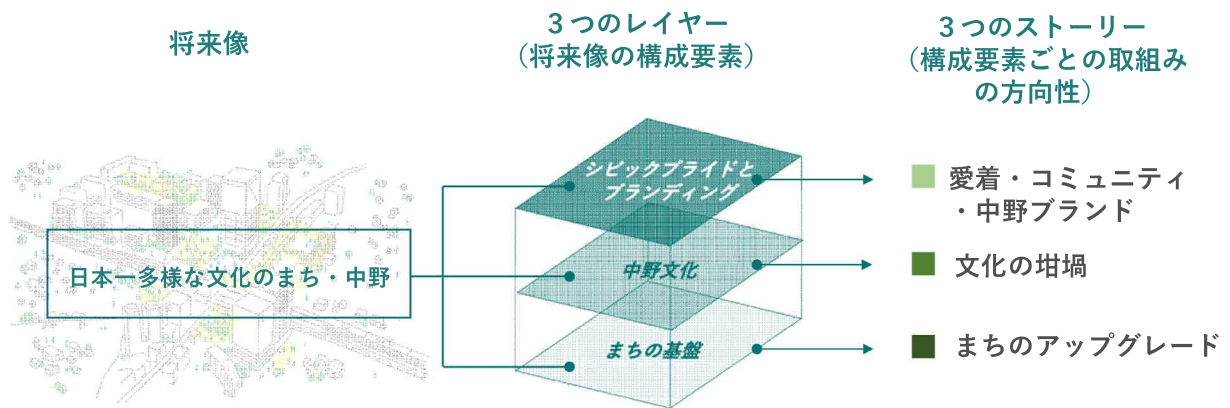 将来像
３つのレイヤー
（将来像の構成要素）
３つのストーリー
（構成要素ごとの取組み
の方向性）
日本一多様な文化のまち・中野
シビックプライドと
ブランディング
中野文化
まちの基盤
愛着・コミュニティ
・中野ブランド
文化の坩堝
まちのアップグレード